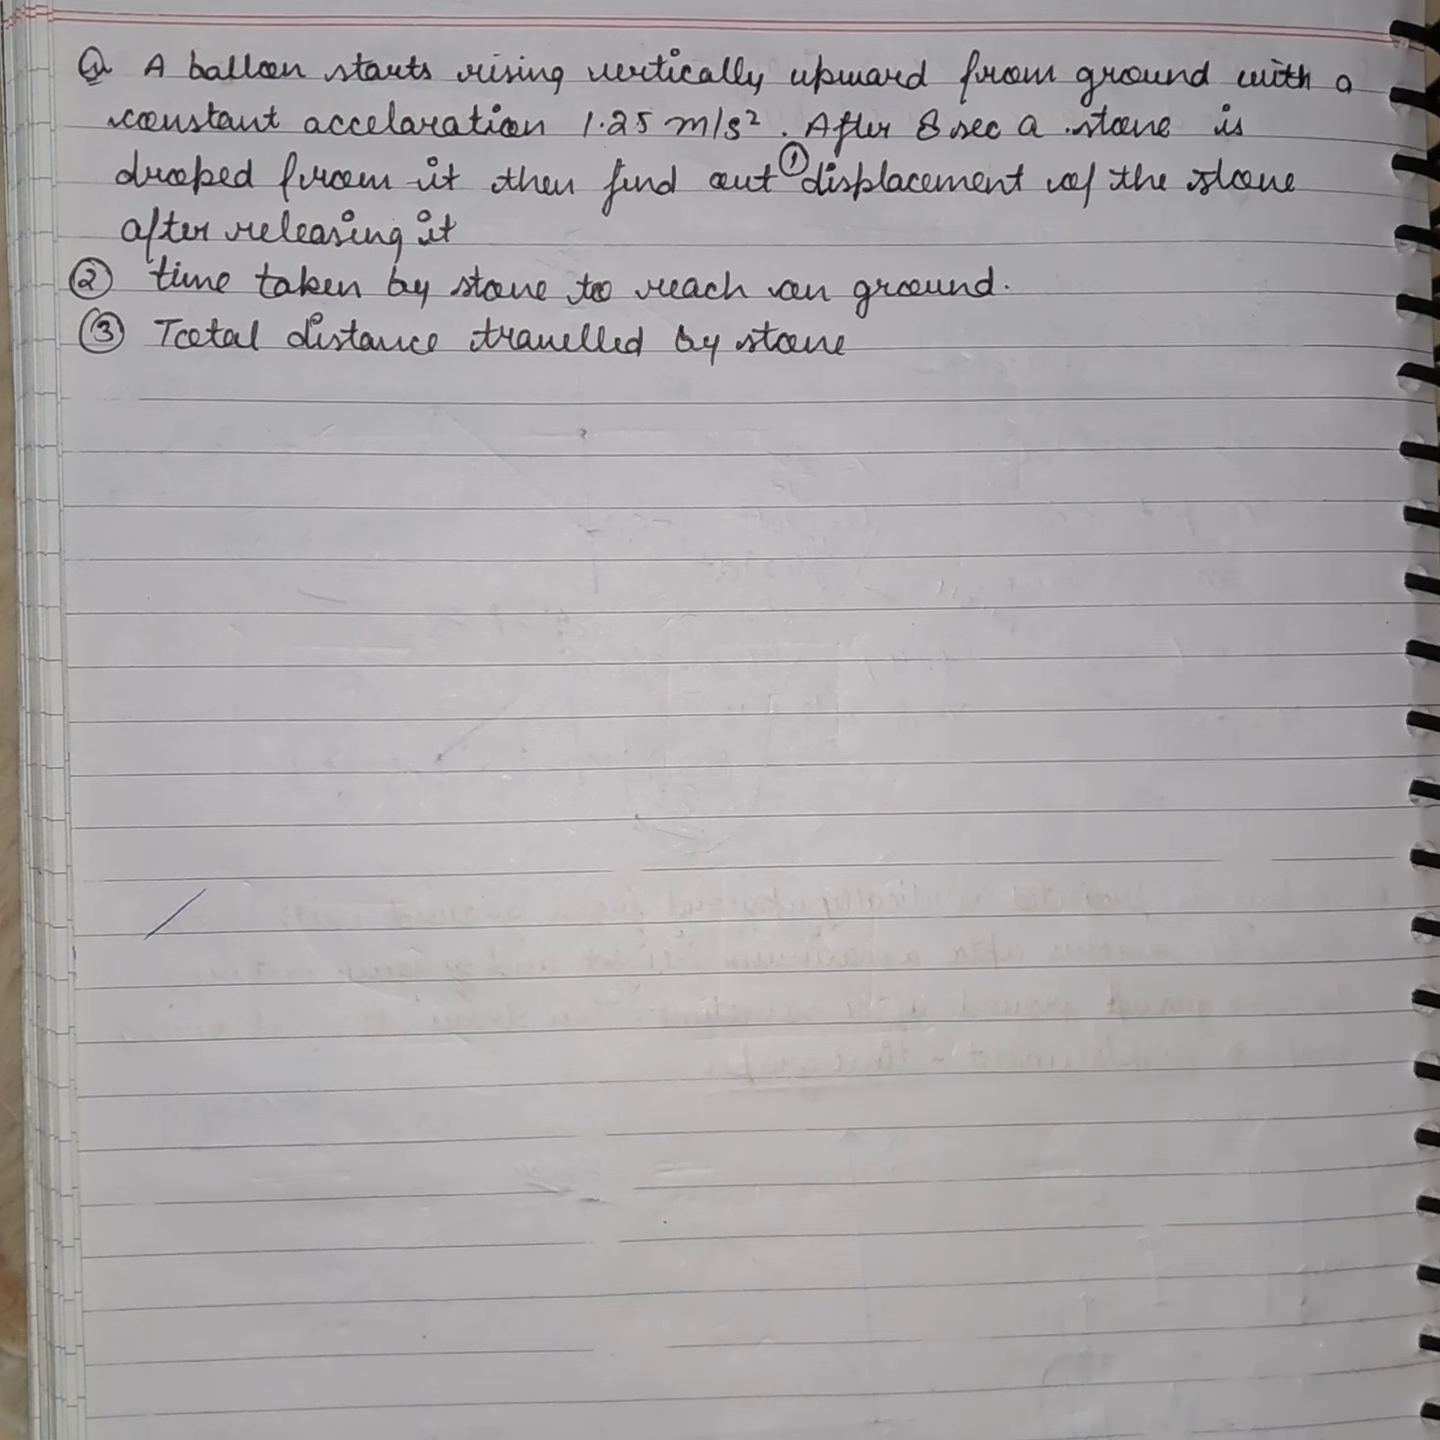 Q A balloon starts rising vertically upward from ground with a
constant accelaration 1.25 m/s². After 8 sec a stone is
droped from it then find out ① displacement of the stone
after releasing it
② time taken by stone to reach on ground.
③ Total distance travelled by stone